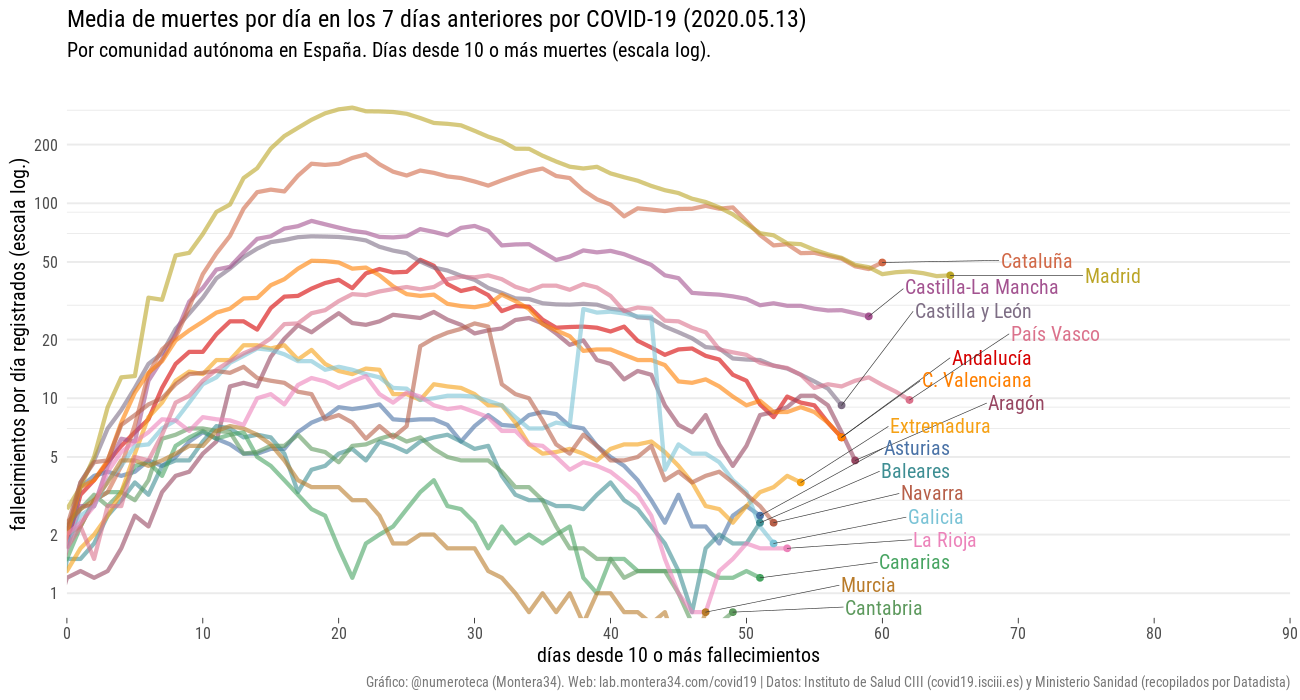 Media de muertes por día en los 7 días anteriores por COVID-19 (2020.05.13)
Por comunidad autónoma en España. Días desde 10 o más muertes (escala log).
fallecimientos por día registrados (escala log.)
200
100
50
20
10
5
2
1
Cataluña
Madrid
Castilla-La Mancha
Castilla y León
País Vasco
Andalucía
C. Valenciana
Aragón
Extremadura
Asturias
Baleares
Navarra
Galicia
La Rioja
Canarias
Murcia
Cantabria
0 10 20 30 40 50 60 70 80 90
días desde 10 o más fallecimientos
Gráfico: @numeroteca (Montera34). Web: lab.montera34.com/covid19 | Datos: Instituto de Salud CIII (covid19.isciii.es) y Ministerio Sanidad (recopilados por Datadista)